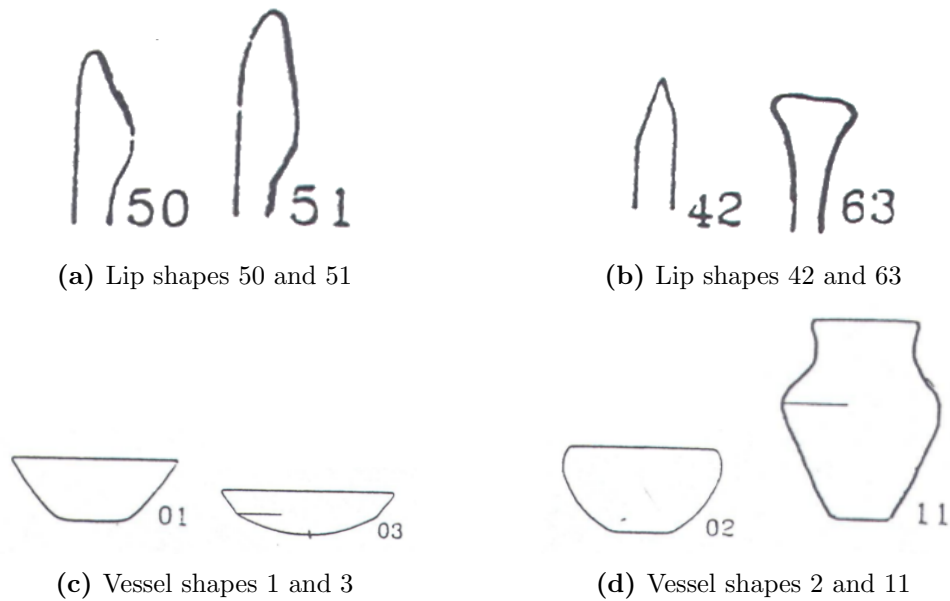 50 51
42 63
(a) Lip shapes 50 and 51
(b) Lip shapes 42 and 63
01 03
02 11
(c) Vessel shapes 1 and 3
(d) Vessel shapes 2 and 11